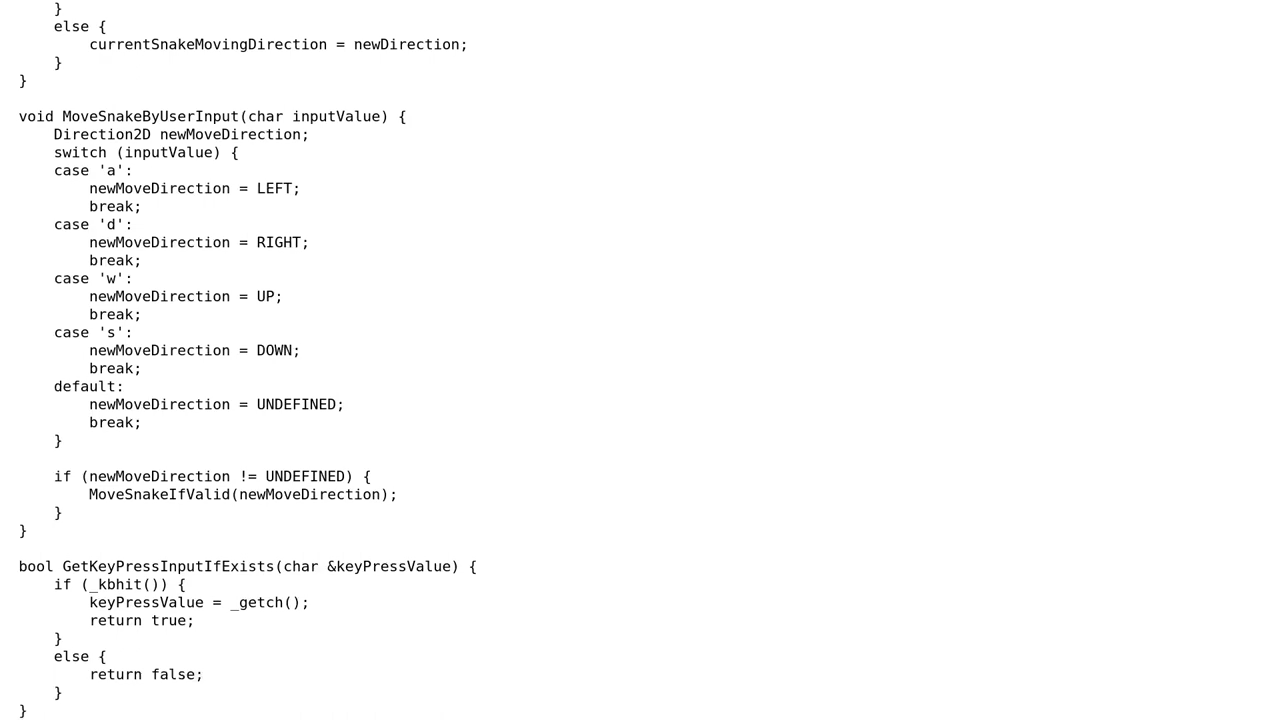 }
    else {
        currentSnakeMovingDirection = newDirection;
    }
}

void MoveSnakeByUserInput(char inputValue) {
    Direction2D newMoveDirection;
    switch (inputValue) {
    case 'a':
        newMoveDirection = LEFT;
        break;
    case 'd':
        newMoveDirection = RIGHT;
        break;
    case 'w':
        newMoveDirection = UP;
        break;
    case 's':
        newMoveDirection = DOWN;
        break;
    default:
        newMoveDirection = UNDEFINED;
        break;
    }

    if (newMoveDirection != UNDEFINED) {
        MoveSnakeIfValid(newMoveDirection);
    }
}

bool GetKeyPressInputIfExists(char &keyPressValue) {
    if (_kbhit()) {
        keyPressValue = _getch();
        return true;
    }
    else {
        return false;
    }
}